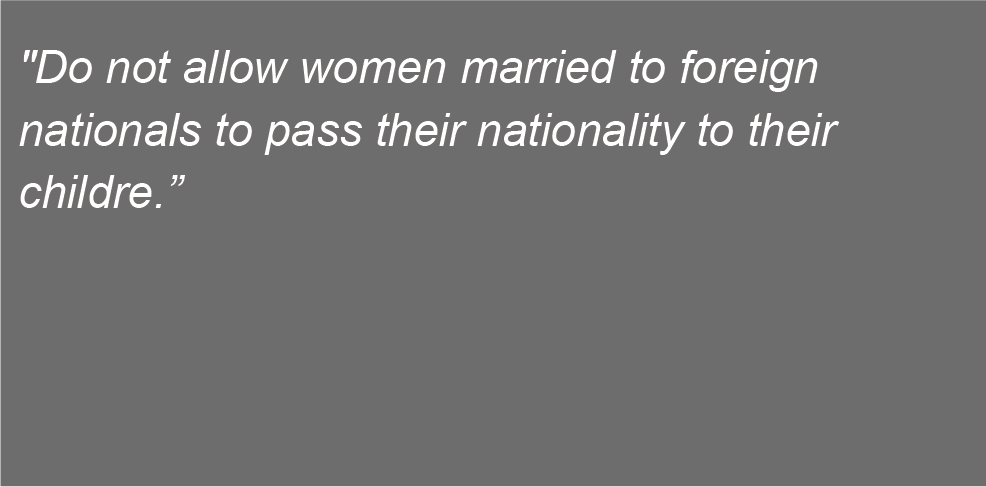 "Do not allow women married to foreign
nationals to pass their nationality to their
childre.”